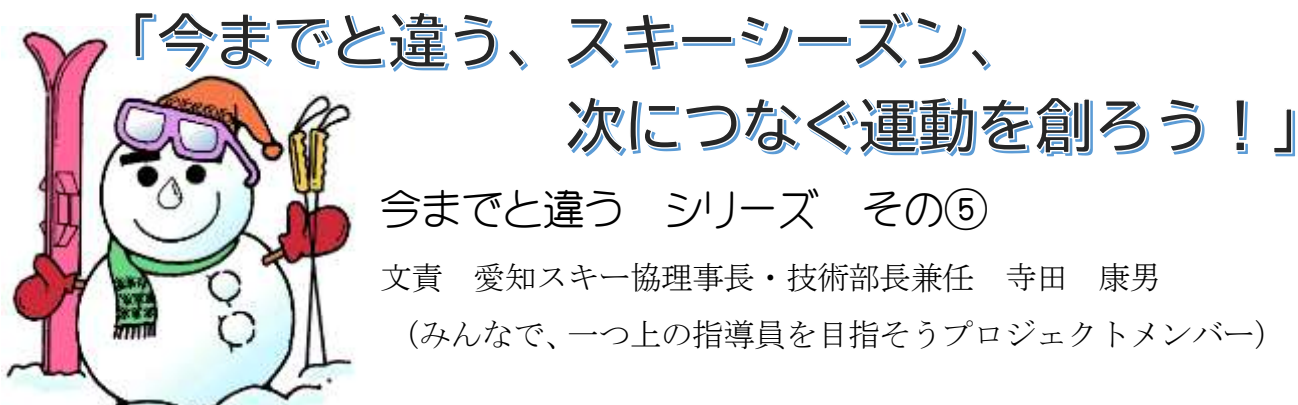 「今までと違う、スキーシーズン、
次につなぐ運動を創ろう！」
今までと違う　シリーズ　その⑤
文責　愛知スキー協理事長・技術部長兼任　寺田　康男
（みんなで、一つ上の指導員を目指そうプロジェクトメンバー）